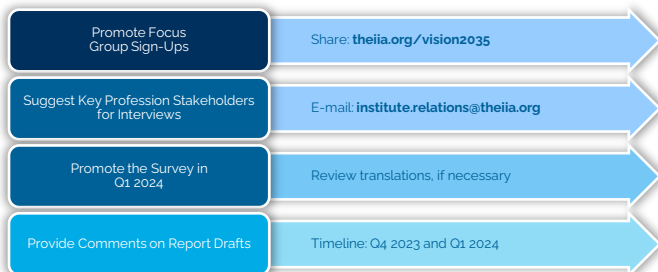 Promote Focus
Group Sign-Ups
Share: theiia.org/vision2035
Suggest Key Profession Stakeholders
for Interviews
E-mail: institute.relations@theiia.org
Promote the Survey in
Q1 2024
Review translations, if necessary
Provide Comments on Report Drafts
Timeline: Q4 2023 and Q1 2024